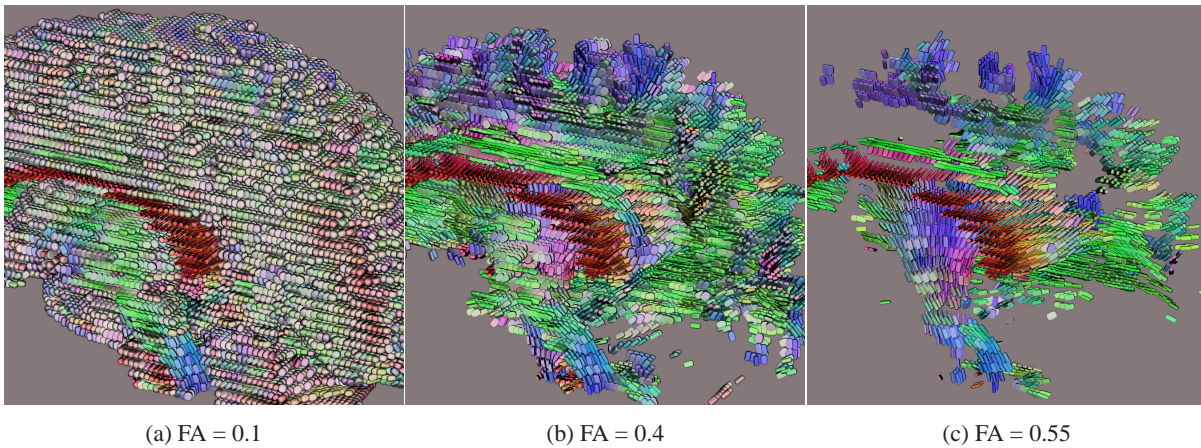 (a) FA = 0.1
(b) FA = 0.4
(c) FA = 0.55